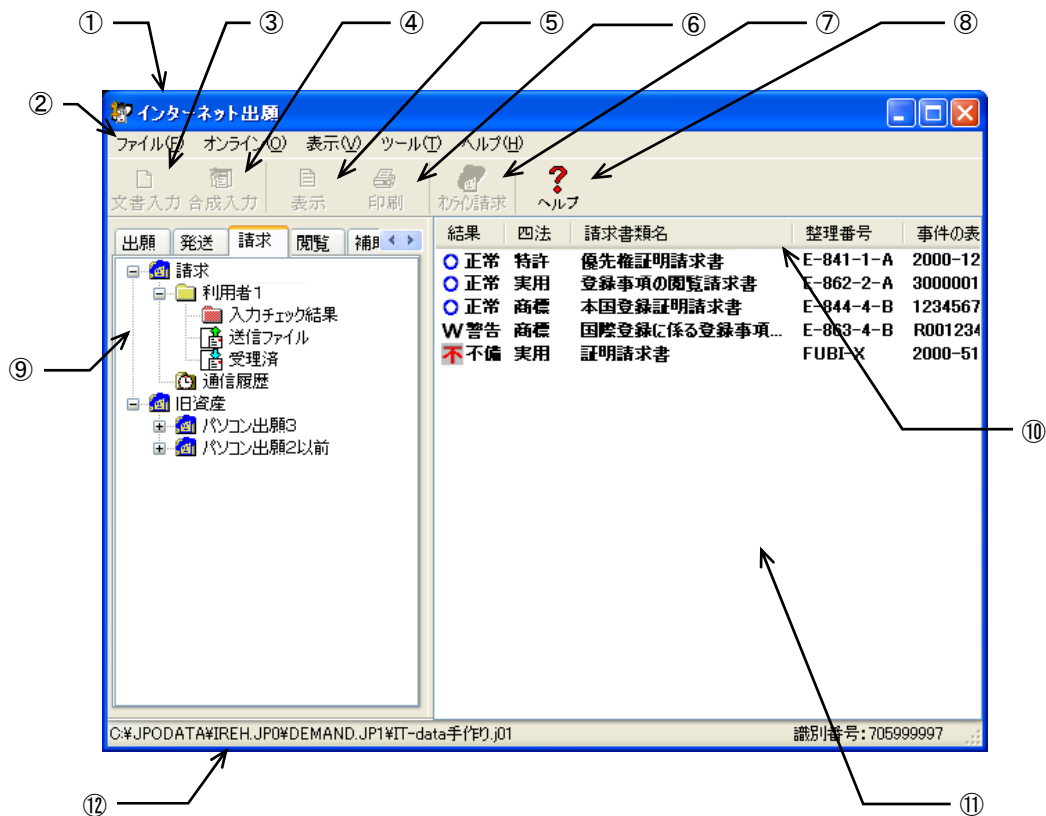 ① ③ ④ ⑤ ⑥ ⑦ ⑧
②
インターネット出願
ファイル(F) オンライン(O) 表示(V) ツール(T) ヘルプ(H)
文書入力 合成入力 表示 印刷 オンライン請求 ヘルプ
出願 発送 請求 閲覧 補
結果 四法 請求書類名 整理番号 事件の表
正常 特許 優先権証明請求書 E-841-1-A 2000-12
正常 実用 登録事項の閲覧請求書 E-862-2-A 3000001
正常 商標 本国登録証明請求書 E-844-4-B 1234567
W 警告 商標 国際登録に係る登録事項... E-863-4-B R001234
不 不備 実用 証明請求書 FUBI-X 2000-51
請求
利用者1
入力チェック結果
送信ファイル
受理済
通信履歴
旧資産
パソコン出願3
パソコン出願2以前
⑨
⑩
C:¥JPODATA¥IREH.JP0¥DEMAND.JP1¥IT-data手作り.j01 識別番号:705999997
⑫ ⑪